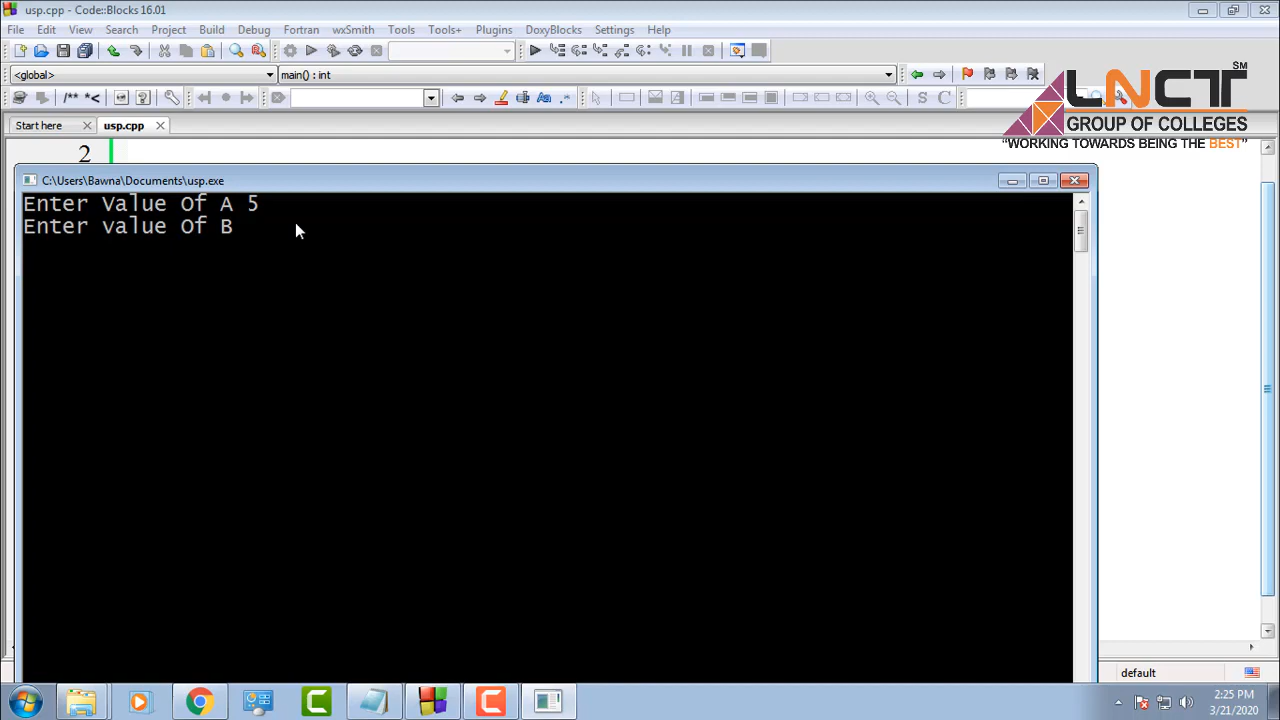 usp.cpp - Code::Blocks 16.01
File Edit View Search Project Build Debug Fortran wxSmith Tools Tools+ Plugins DoxyBlocks Settings Help
<global> main() : int
/** *<
S C
SM
LNCT
GROUP OF COLLEGES
"WORKING TOWARDS BEING THE BEST"
Start here usp.cpp
2
C:\Users\Bawna\Documents\usp.exe
Enter Value Of A 5
Enter value Of B
default
2:25 PM
3/21/2020